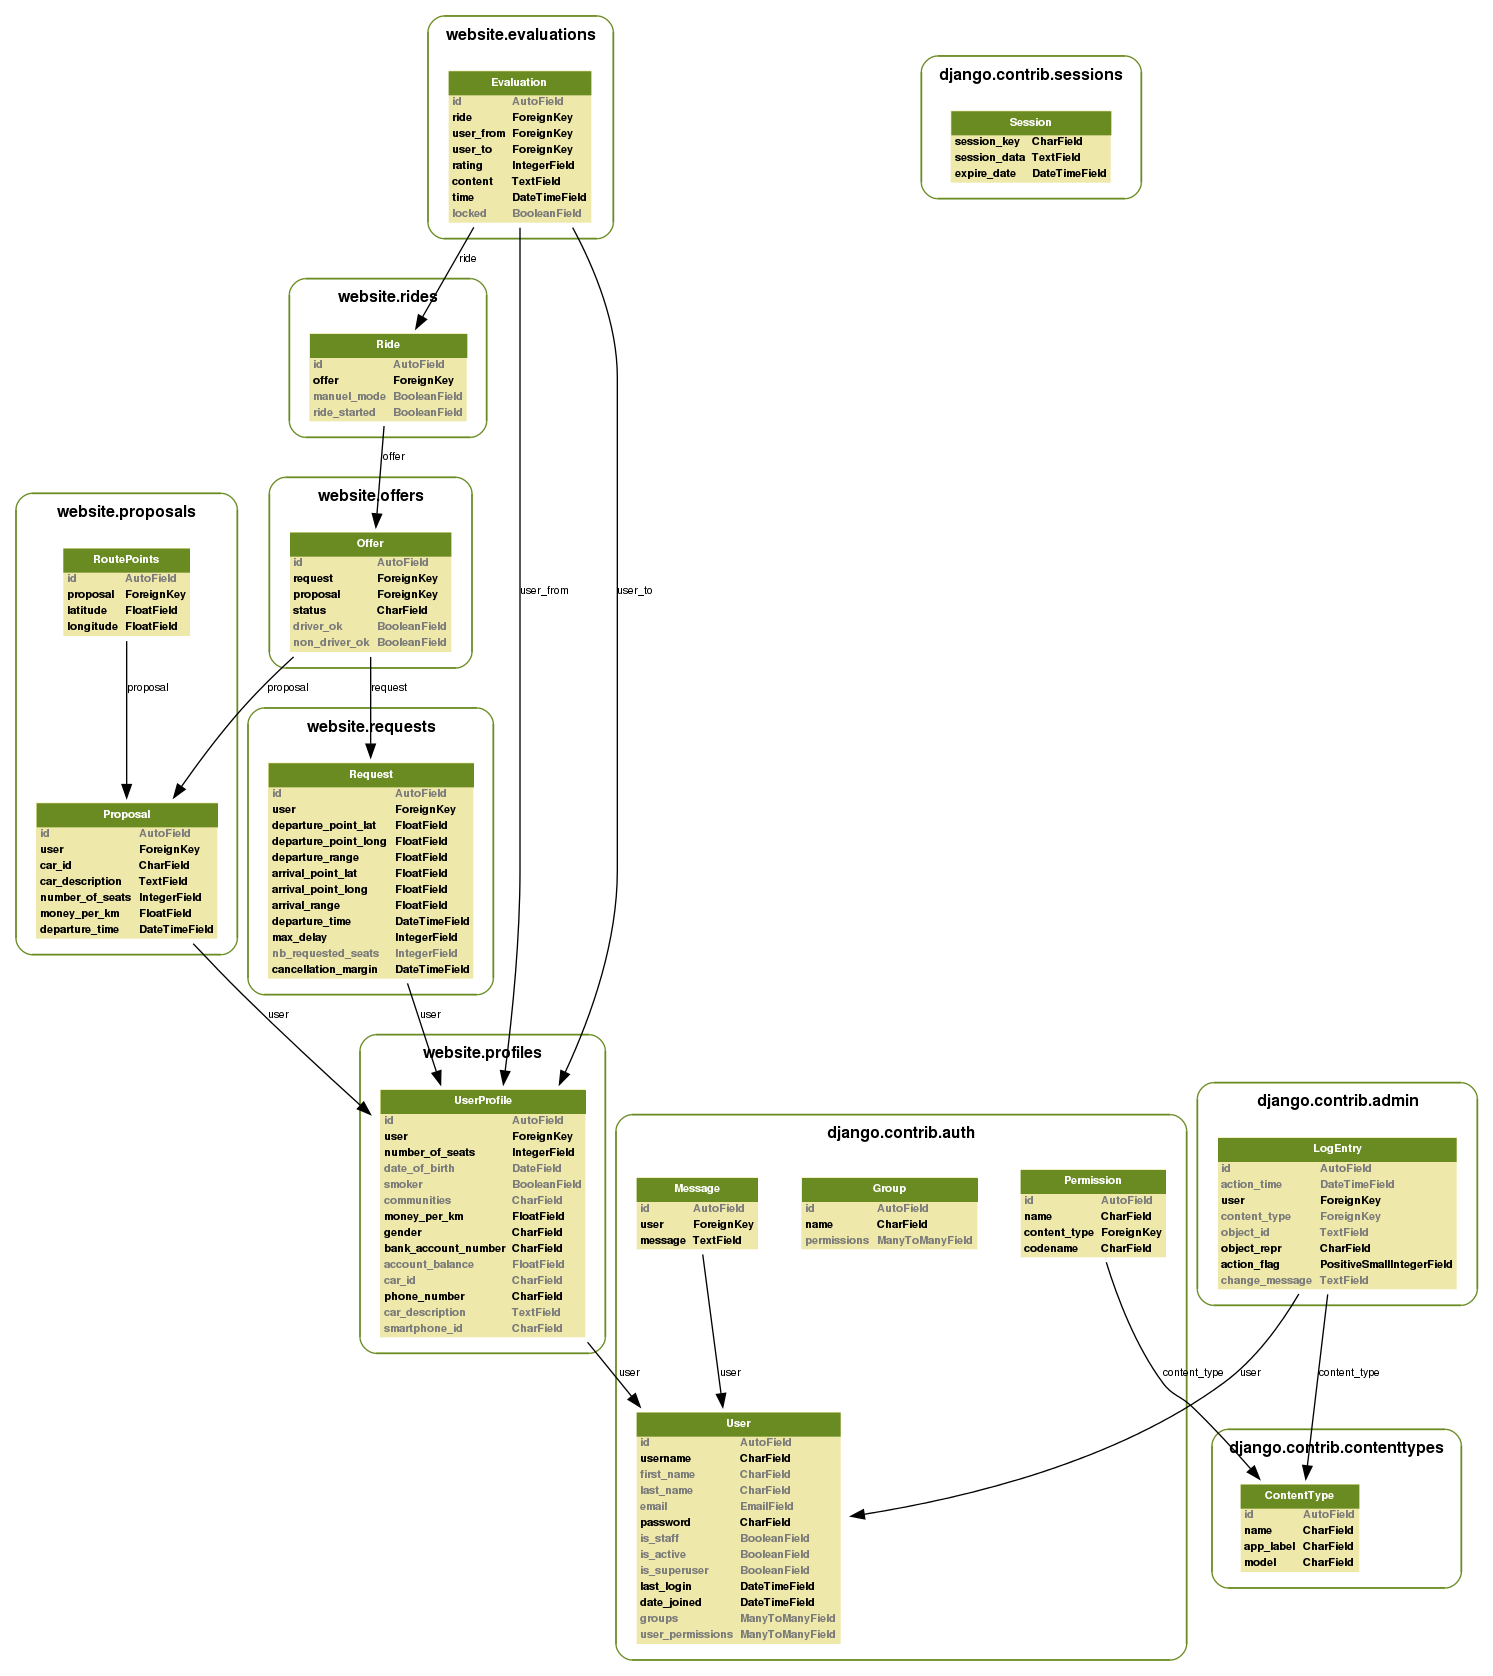 website.evaluations
Evaluation
id AutoField
ride ForeignKey
user_from ForeignKey
user_to ForeignKey
rating IntegerField
content TextField
time DateTimeField
locked BooleanField
django.contrib.sessions
Session
session_key CharField
session_data TextField
expire_date DateTimeField
ride
website.rides
Ride
id AutoField
offer ForeignKey
manuel_mode BooleanField
ride_started BooleanField
offer
website.offers
Offer
id AutoField
request ForeignKey
proposal ForeignKey
status CharField
driver_ok BooleanField
non_driver_ok BooleanField
website.proposals
RoutePoints
id AutoField
proposal ForeignKey
latitude FloatField
longitude FloatField
user_from
user_to
proposal
proposal
request
website.requests
Request
id AutoField
user ForeignKey
departure_point_lat FloatField
departure_point_long FloatField
departure_range FloatField
arrival_point_lat FloatField
arrival_point_long FloatField
arrival_range FloatField
departure_time DateTimeField
max_delay IntegerField
nb_requested_seats IntegerField
cancellation_margin DateTimeField
Proposal
id AutoField
user ForeignKey
car_id CharField
car_description TextField
number_of_seats IntegerField
money_per_km FloatField
departure_time DateTimeField
user
user
website.profiles
UserProfile
id AutoField
user ForeignKey
number_of_seats IntegerField
date_of_birth DateField
smoker BooleanField
communities CharField
money_per_km FloatField
gender CharField
bank_account_number CharField
account_balance FloatField
car_id CharField
phone_number CharField
car_description TextField
smartphone_id CharField
django.contrib.auth
Message
id AutoField
user ForeignKey
message TextField
Group
id AutoField
name CharField
permissions ManyToManyField
Permission
id AutoField
name CharField
content_type ForeignKey
codename CharField
django.contrib.admin
LogEntry
id AutoField
action_time DateTimeField
user ForeignKey
content_type ForeignKey
object_id TextField
object_repr CharField
action_flag PositiveSmallIntegerField
change_message TextField
user
user
content_type
user
content_type
User
id AutoField
username CharField
first_name CharField
last_name CharField
email EmailField
password CharField
is_staff BooleanField
is_active BooleanField
is_superuser BooleanField
last_login DateTimeField
date_joined DateTimeField
groups ManyToManyField
user_permissions ManyToManyField
django.contrib.contenttypes
ContentType
id AutoField
name CharField
app_label CharField
model CharField